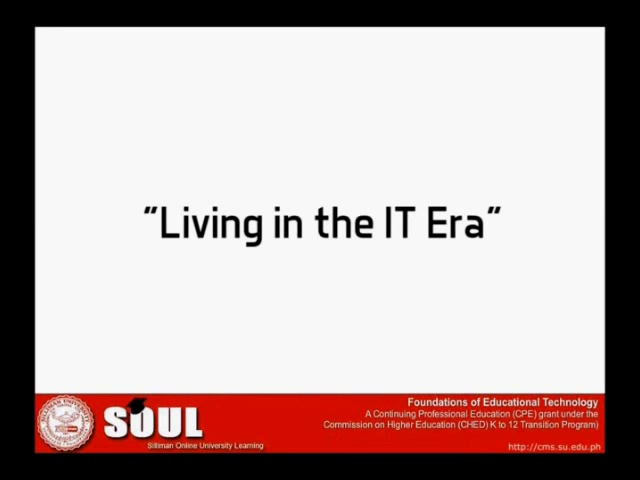 "Living in the IT Era"
SOUL
Silliman Online University Learning
Foundations of Educational Technology
A Continuing Professional Education (CPE) grant under the
Commission on Higher Education (CHED) K to 12 Transition Program)
http://cms.su.edu.ph